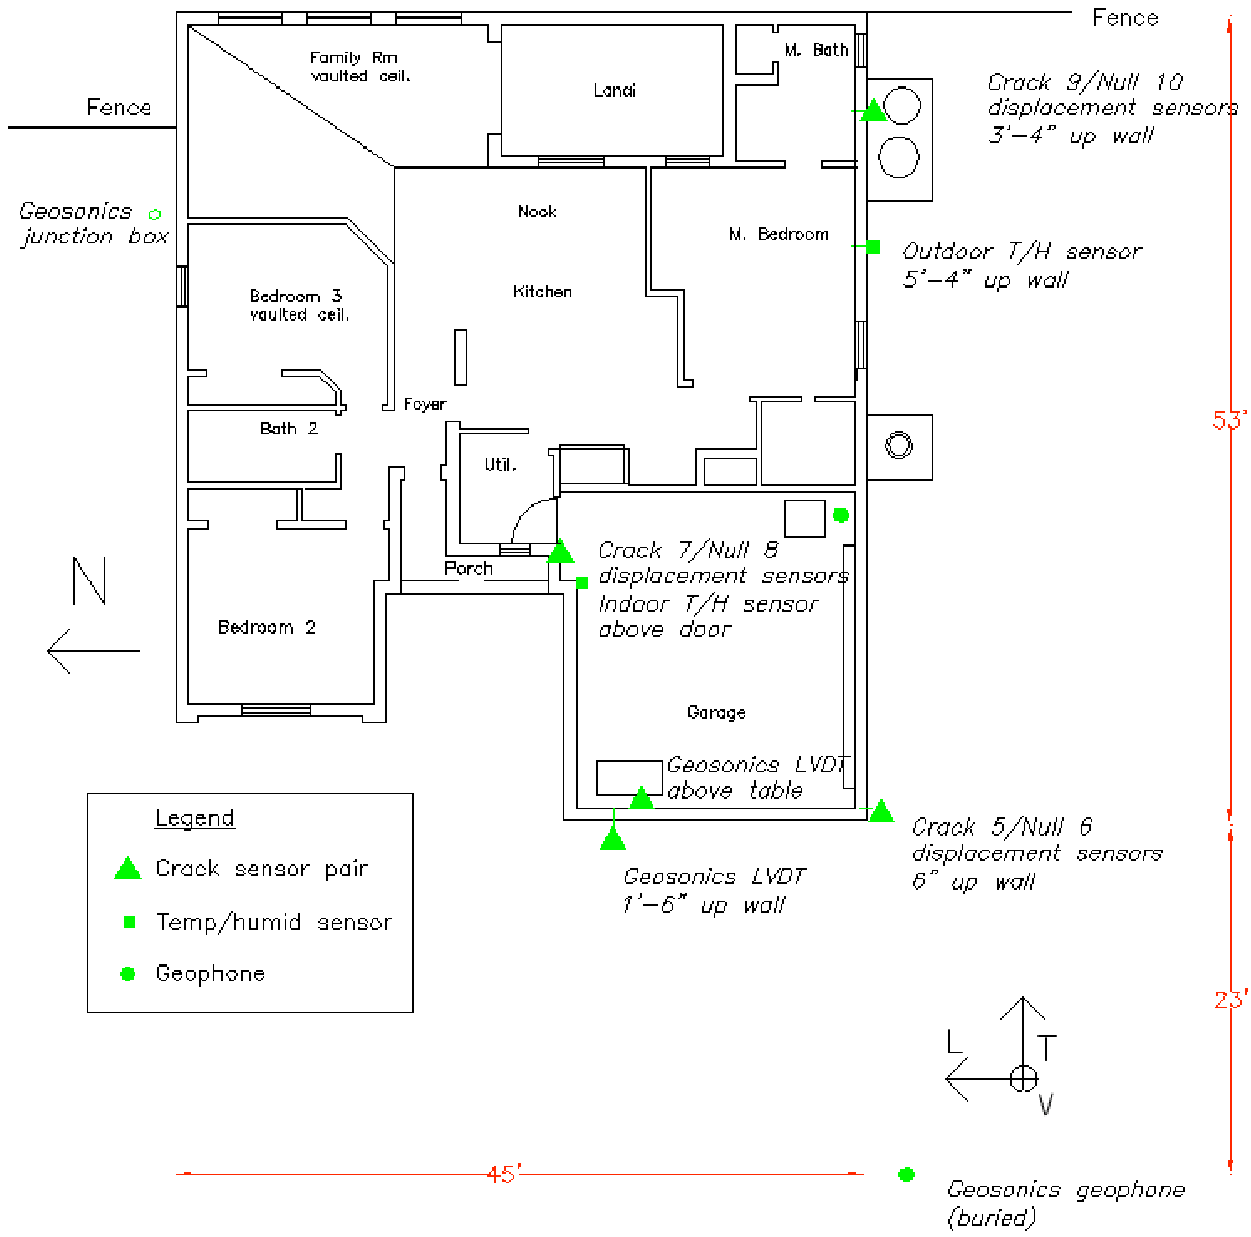 Fence
M. Bath
Family Rm
vaulted ceil.
Lanai
Crack 9/Null 10
displacement sensors
3'-4" up wall
Fence
Geosonics
junction box
Nook
M. Bedroom
Outdoor T/H sensor
5'-4" up wall
Kitchen
Bedroom 3
vaulted ceil.
Foyer
53'
Bath 2
Util.
Crack 7/Null 8
displacement sensors
Indoor T/H sensor
above door
Porch
N
Bedroom 2
Garage
Geosonics LVDT
above table
Legend
Crack sensor pair
Temp/humid sensor
Geophone
Crack 5/Null 6
displacement sensors
6" up wall
Geosonics LVDT
1'-6" up wall
23'
L
T
V
45'
Geosonics geophone
(buried)